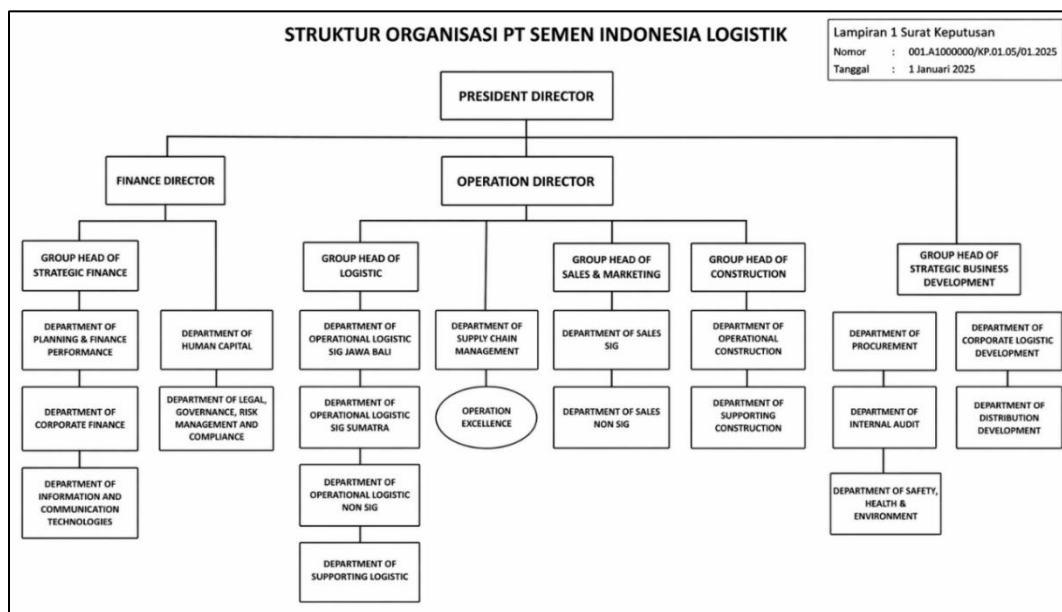 STRUKTUR ORGANISASI PT SEMEN INDONESIA LOGISTIK
Lampiran 1 Surat Keputusan
Nomor : 001.A1000000/KP.01.05/01.2025
Tanggal : 1 Januari 2025
PRESIDENT DIRECTOR
FINANCE DIRECTOR
OPERATION DIRECTOR
GROUP HEAD OF
STRATEGIC FINANCE
GROUP HEAD OF
LOGISTIC
GROUP HEAD OF
SALES & MARKETING
GROUP HEAD OF
CONSTRUCTION
GROUP HEAD OF
STRATEGIC BUSINESS
DEVELOPMENT
DEPARTMENT OF
PLANNING & FINANCE
PERFORMANCE
DEPARTMENT OF
HUMAN CAPITAL
DEPARTMENT OF
OPERATIONAL LOGISTIC
SIG JAWA BALI
DEPARTMENT OF
SUPPLY CHAIN
MANAGEMENT
DEPARTMENT OF SALES
SIG
DEPARTMENT OF
OPERATIONAL
CONSTRUCTION
DEPARTMENT OF
PROCUREMENT
DEPARTMENT OF
CORPORATE LOGISTIC
DEVELOPMENT
DEPARTMENT OF
CORPORATE FINANCE
DEPARTMENT OF LEGAL,
GOVERNANCE, RISK
MANAGEMENT AND
COMPLIANCE
DEPARTMENT OF
OPERATIONAL LOGISTIC
SIG SUMATRA
OPERATION
EXCELLENCE
DEPARTMENT OF SALES
NON SIG
DEPARTMENT OF
SUPPORTING
CONSTRUCTION
DEPARTMENT OF
INTERNAL AUDIT
DEPARTMENT OF
DISTRIBUTION
DEVELOPMENT
DEPARTMENT OF
INFORMATION AND
COMMUNICATION
TECHNOLOGIES
DEPARTMENT OF
OPERATIONAL LOGISTIC
NON SIG
DEPARTMENT OF SAFETY,
HEALTH &
ENVIRONMENT
DEPARTMENT OF
SUPPORTING LOGISTIC